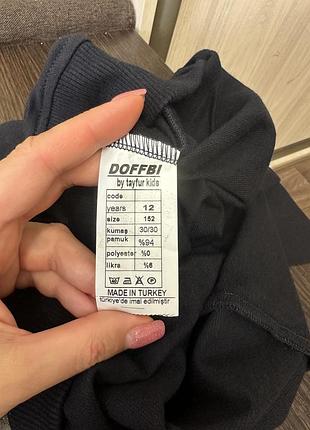 DOFFBI
by tayfur kids
code
years 12
size 152
kumaş 30/30
pamuk %94
polyester %0
likra %6
MADE IN TURKEY
türkiye'de imal edilmiştir